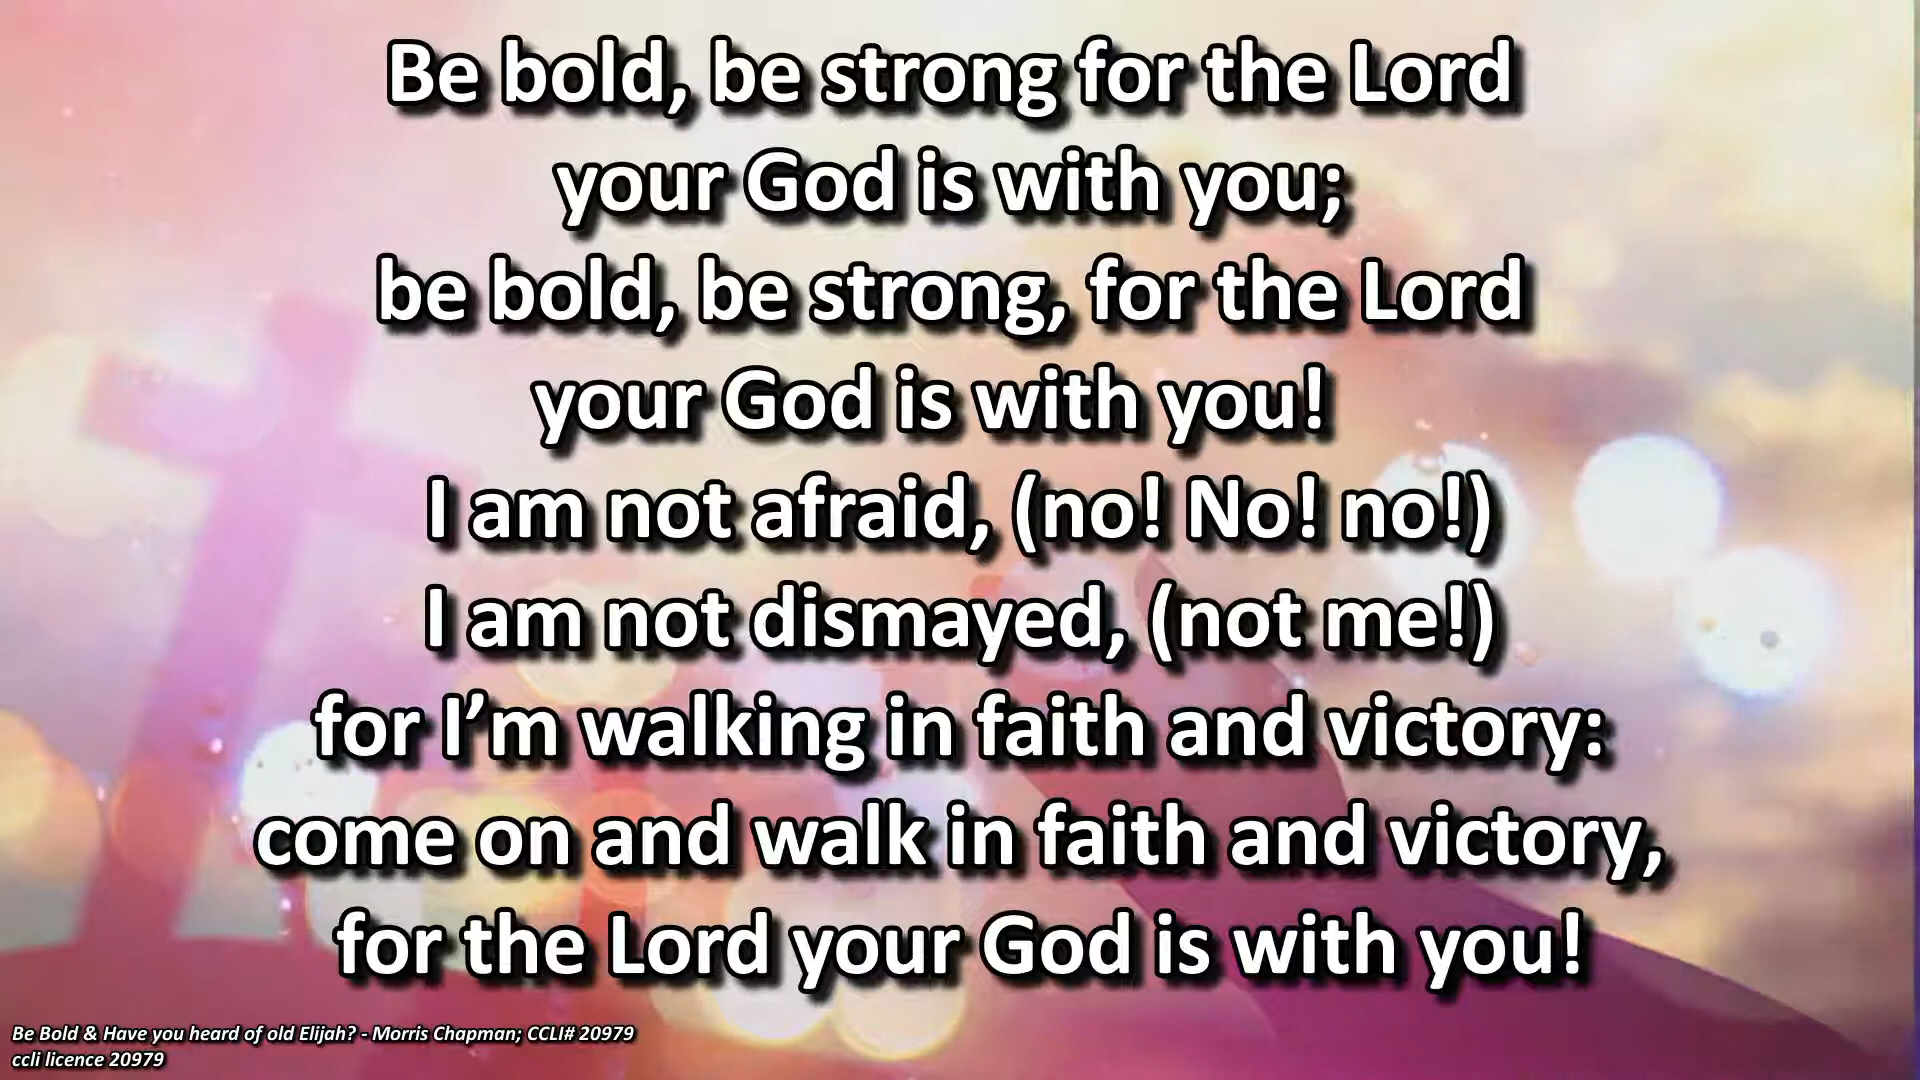 Be bold, be strong for the Lord
your God is with you;
be bold, be strong, for the Lord
your God is with you!
I am not afraid, (no! No! no!)
I am not dismayed, (not me!)
for I’m walking in faith and victory:
come on and walk in faith and victory,
for the Lord your God is with you!
Be Bold & Have you heard of old Elijah? - Morris Chapman; CCLI# 20979
ccli licence 20979